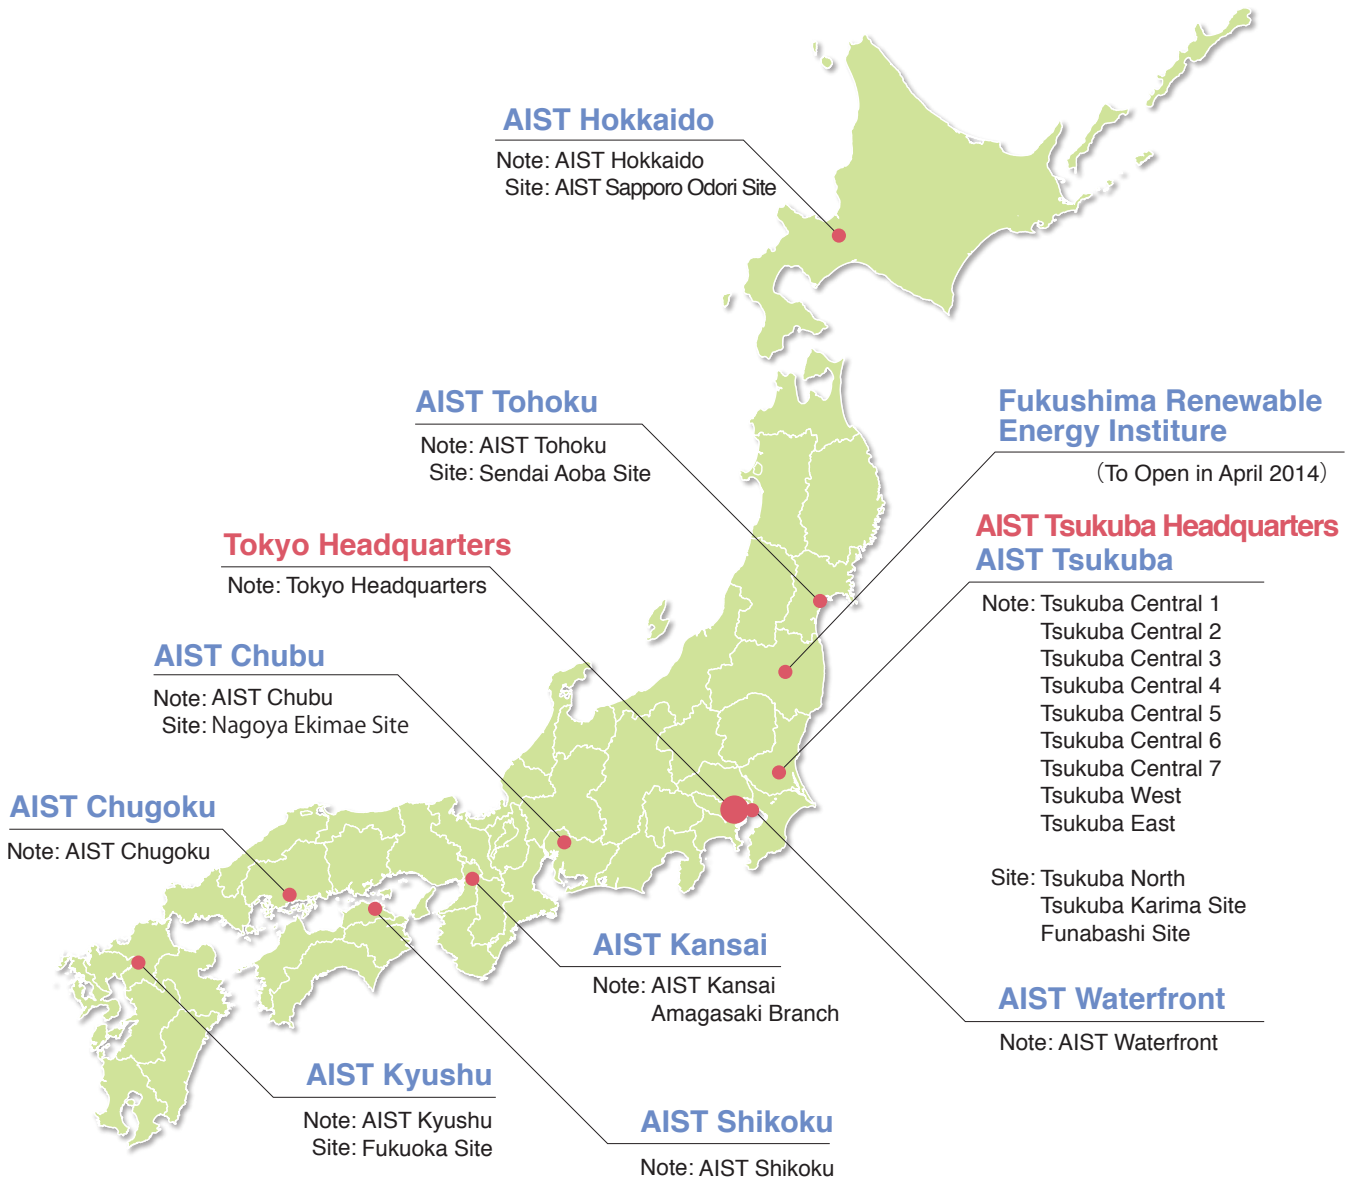 AIST Hokkaido
Note: AIST Hokkaido
Site: AIST Sapporo Odori Site
AIST Tohoku
Note: AIST Tohoku
Site: Sendai Aoba Site
Fukushima Renewable
Energy Institure
(To Open in April 2014)
Tokyo Headquarters
Note: Tokyo Headquarters
AIST Tsukuba Headquarters
AIST Tsukuba
Note: Tsukuba Central 1
Tsukuba Central 2
Tsukuba Central 3
Tsukuba Central 4
Tsukuba Central 5
Tsukuba Central 6
Tsukuba Central 7
Tsukuba West
Tsukuba East
Site: Tsukuba North
Tsukuba Karima Site
Funabashi Site
AIST Chubu
Note: AIST Chubu
Site: Nagoya Ekimae Site
AIST Chugoku
Note: AIST Chugoku
AIST Kansai
Note: AIST Kansai
Amagasaki Branch
AIST Waterfront
Note: AIST Waterfront
AIST Kyushu
Note: AIST Kyushu
Site: Fukuoka Site
AIST Shikoku
Note: AIST Shikoku